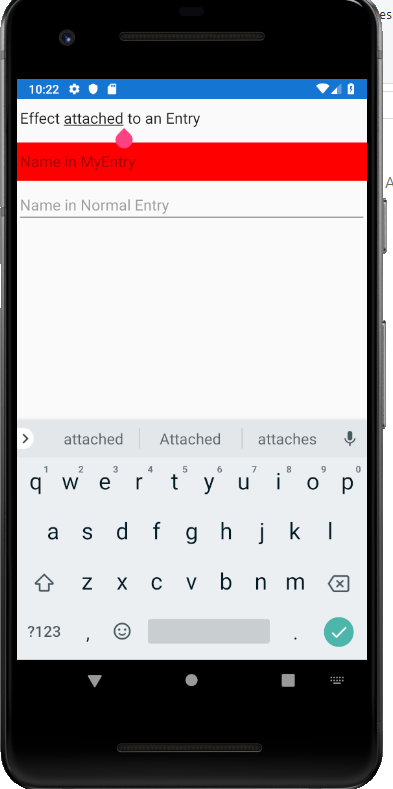 es
A
10:22
Effect attached to an Entry
Name in MyEntry
Name in Normal Entry
attached Attached attaches
1 2 3 4 5 6 7 8 9 0
q w e r t y u i o p
a s d f g h j k l
z x c v b n m
?123 , .